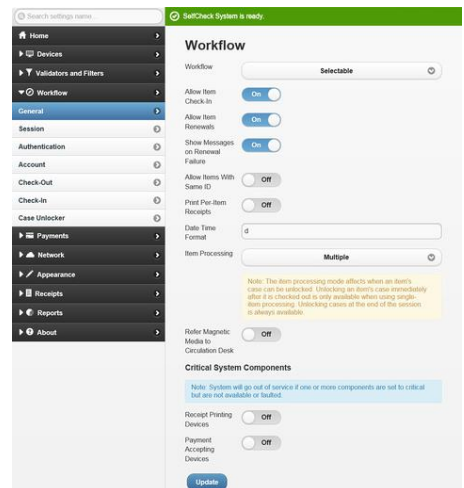 Search settings name...
SelfCheck System is ready.
Home
Devices
Validators and Filters
Workflow
General
Session
Authentication
Account
Check-Out
Check-In
Case Unlocker
Payments
Network
Appearance
Receipts
Reports
About
Workflow
Workflow
Selectable
Allow Item
Check-In
On
Allow Item
Renewals
On
Show Messages
on Renewal
Failure
On
Allow Items With
Same ID
Off
Print Per-Item
Receipts
Off
Date Time
Format
d
Item Processing
Multiple
Note: The item processing mode affects when an item's
case can be unlocked. Unlocking an item's case immediately
after it is checked out is only available when using single-
item processing. Unlocking cases at the end of the session
is always available.
Refer Magnetic
Media to
Circulation Desk
Off
Critical System Components
Note: System will go out of service if one or more components are set to critical
but are not available or faulted.
Receipt Printing
Devices
Off
Payment
Accepting
Devices
Off
Update